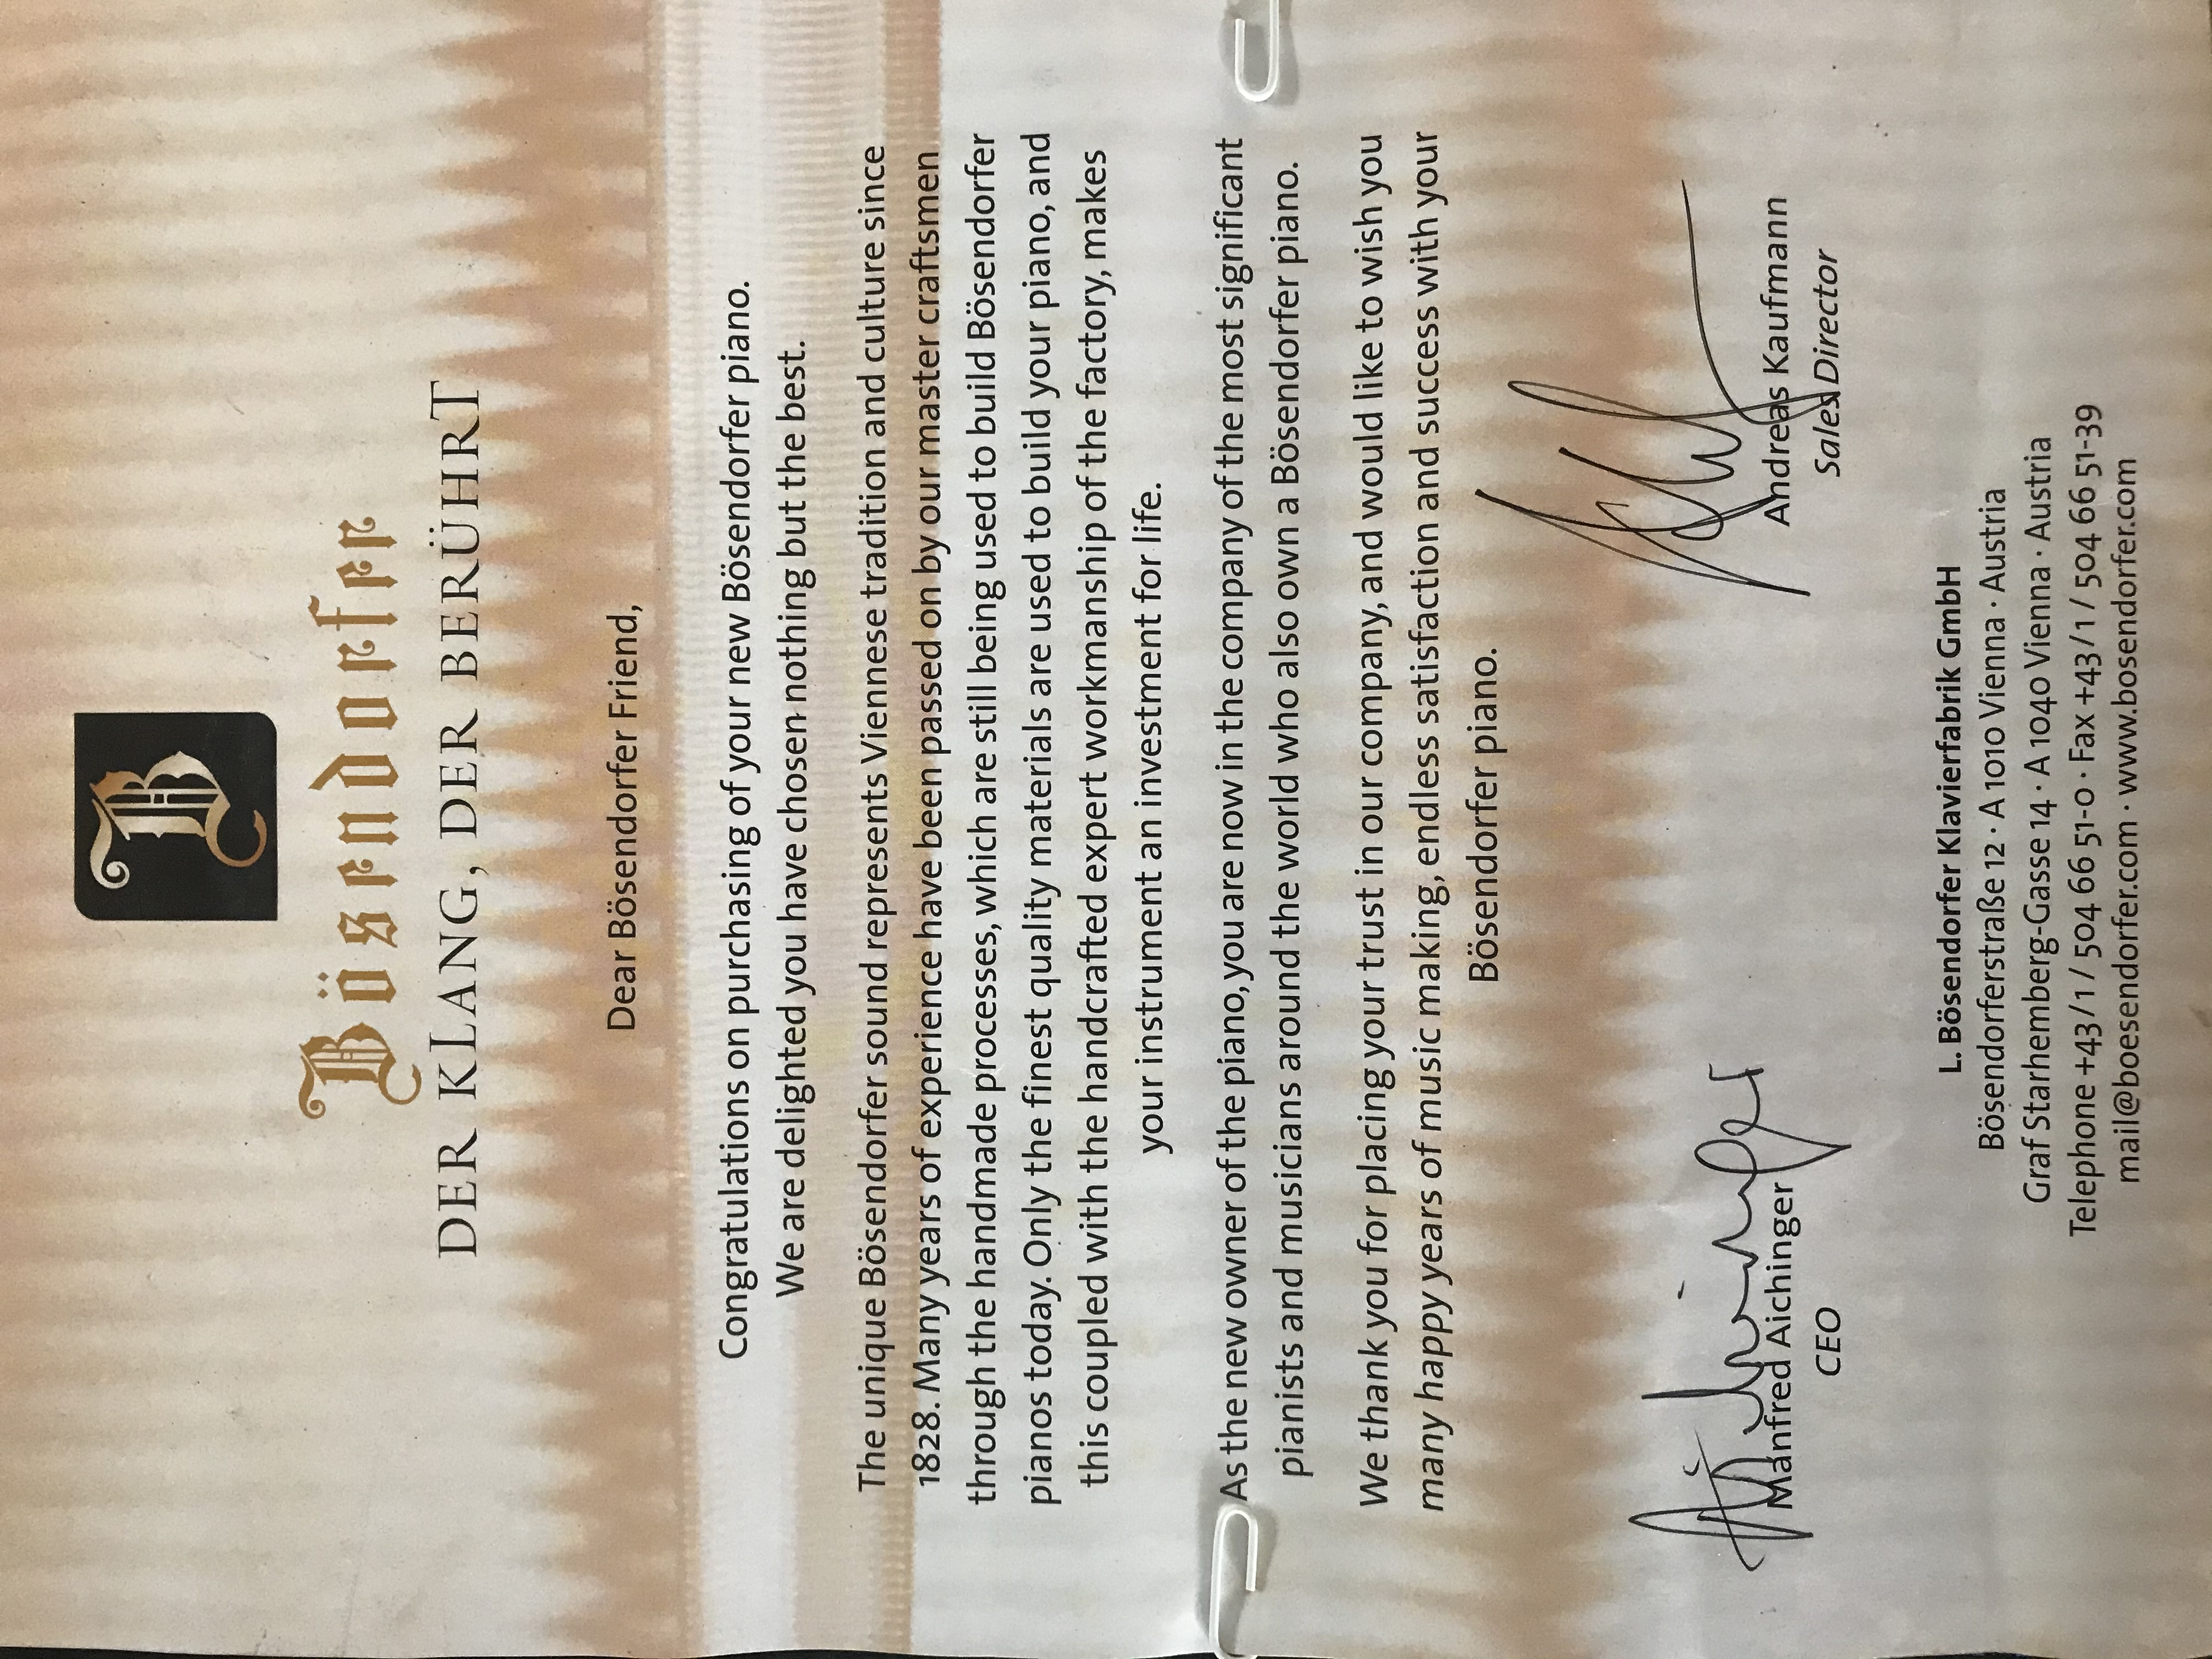 B
Bösendorfer
DER KLANG, DER BERÜHRT
Dear Bösendorfer Friend,
Congratulations on purchasing of your new Bösendorfer piano.
We are delighted you have chosen nothing but the best.
The unique Bösendorfer sound represents Viennese tradition and culture since
1828. Many years of experience have been passed on by our master craftsmen
through the handmade processes, which are still being used to build Bösendorfer
pianos today. Only the finest quality materials are used to build your piano, and
this coupled with the handcrafted expert workmanship of the factory, makes
your instrument an investment for life.
As the new owner of the piano, you are now in the company of the most significant
pianists and musicians around the world who also own a Bösendorfer piano.
We thank you for placing your trust in our company, and would like to wish you
many happy years of music making, endless satisfaction and success with your
Bösendorfer piano.
Manfred Aichinger
CEO
Andreas Kaufmann
Sales Director
L. Bösendorfer Klavierfabrik GmbH
Bösendorferstraße 12 · A 1010 Vienna · Austria
Graf Starhemberg-Gasse 14 · A 1040 Vienna · Austria
Telephone +43/1/504 66 51-0 · Fax +43/1/504 66 51-39
mail@boesendorfer.com · www.bosendorfer.com